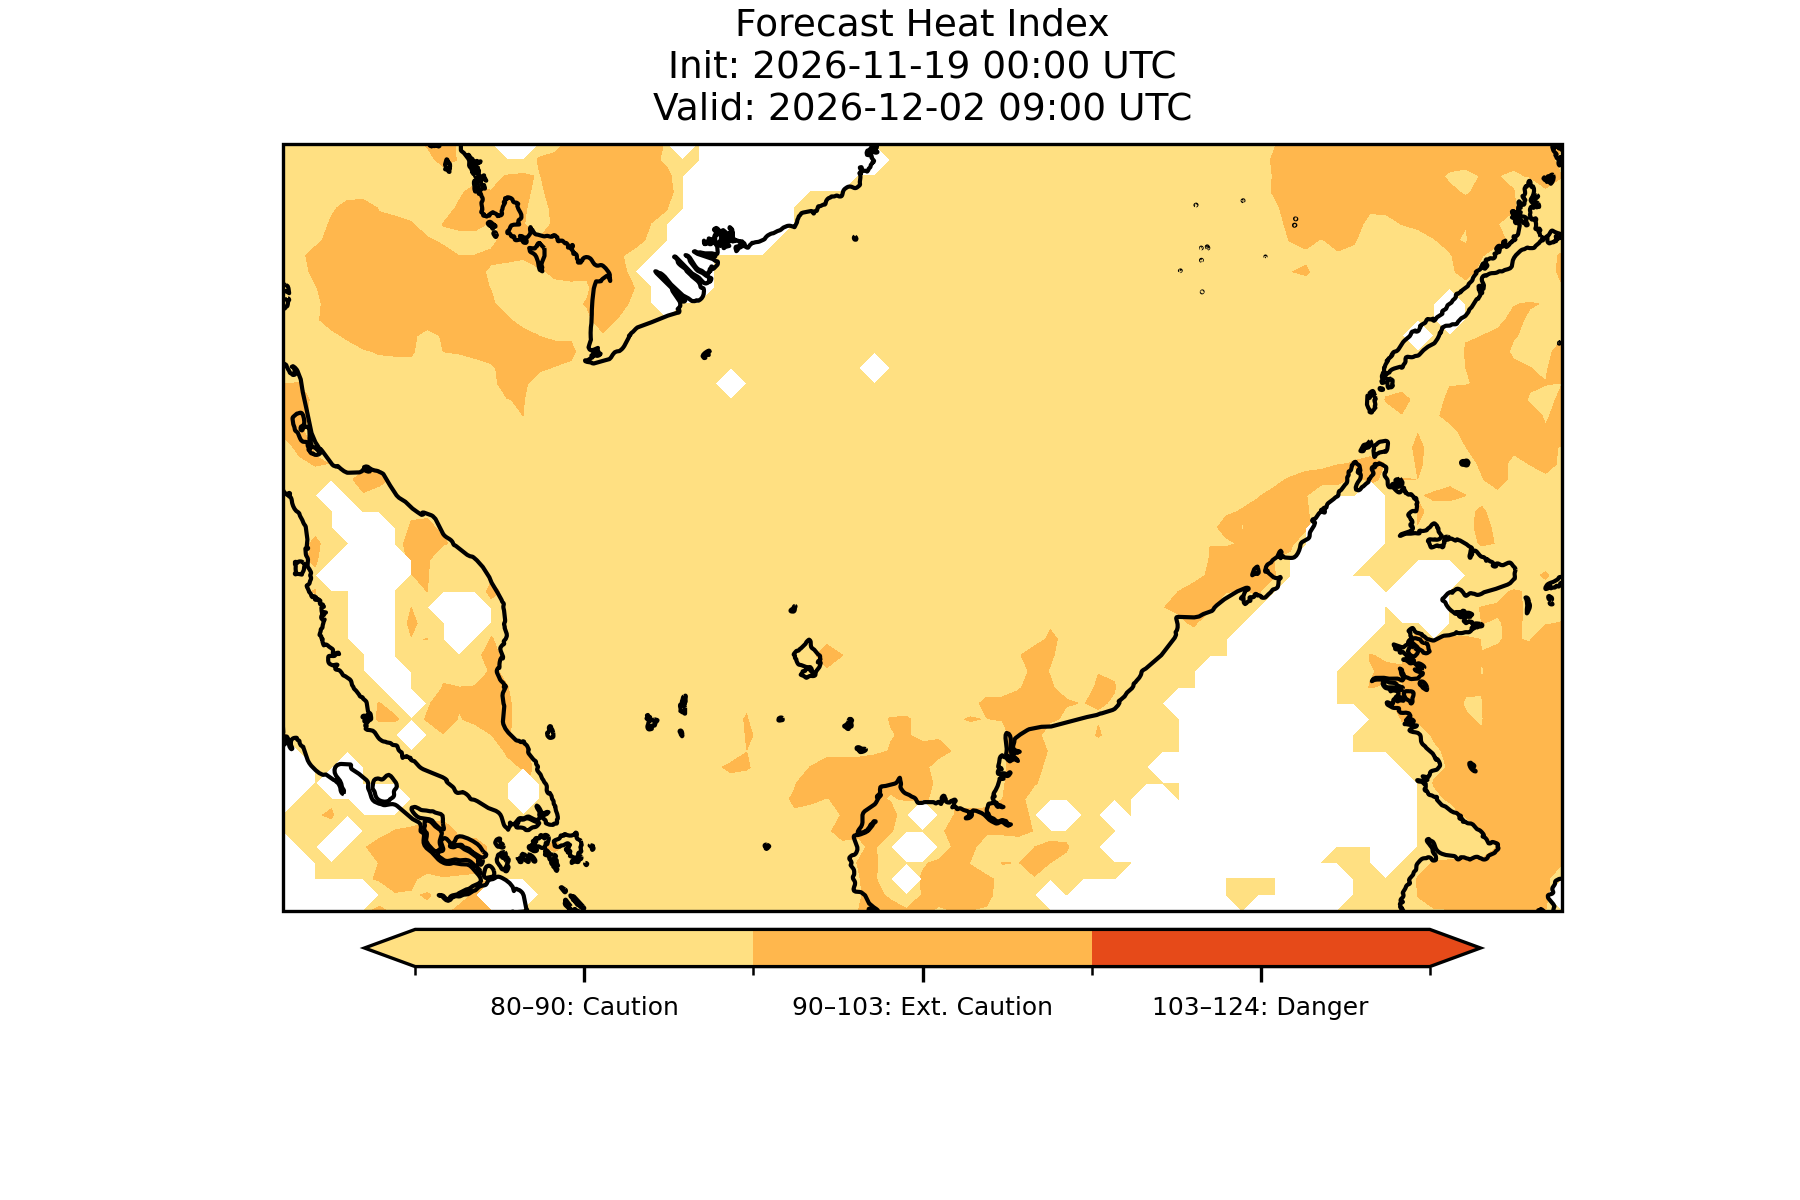 Forecast Heat Index
Init: 2026-11-19 00:00 UTC
Valid: 2026-12-02 09:00 UTC
80–90: Caution
90–103: Ext. Caution
103–124: Danger